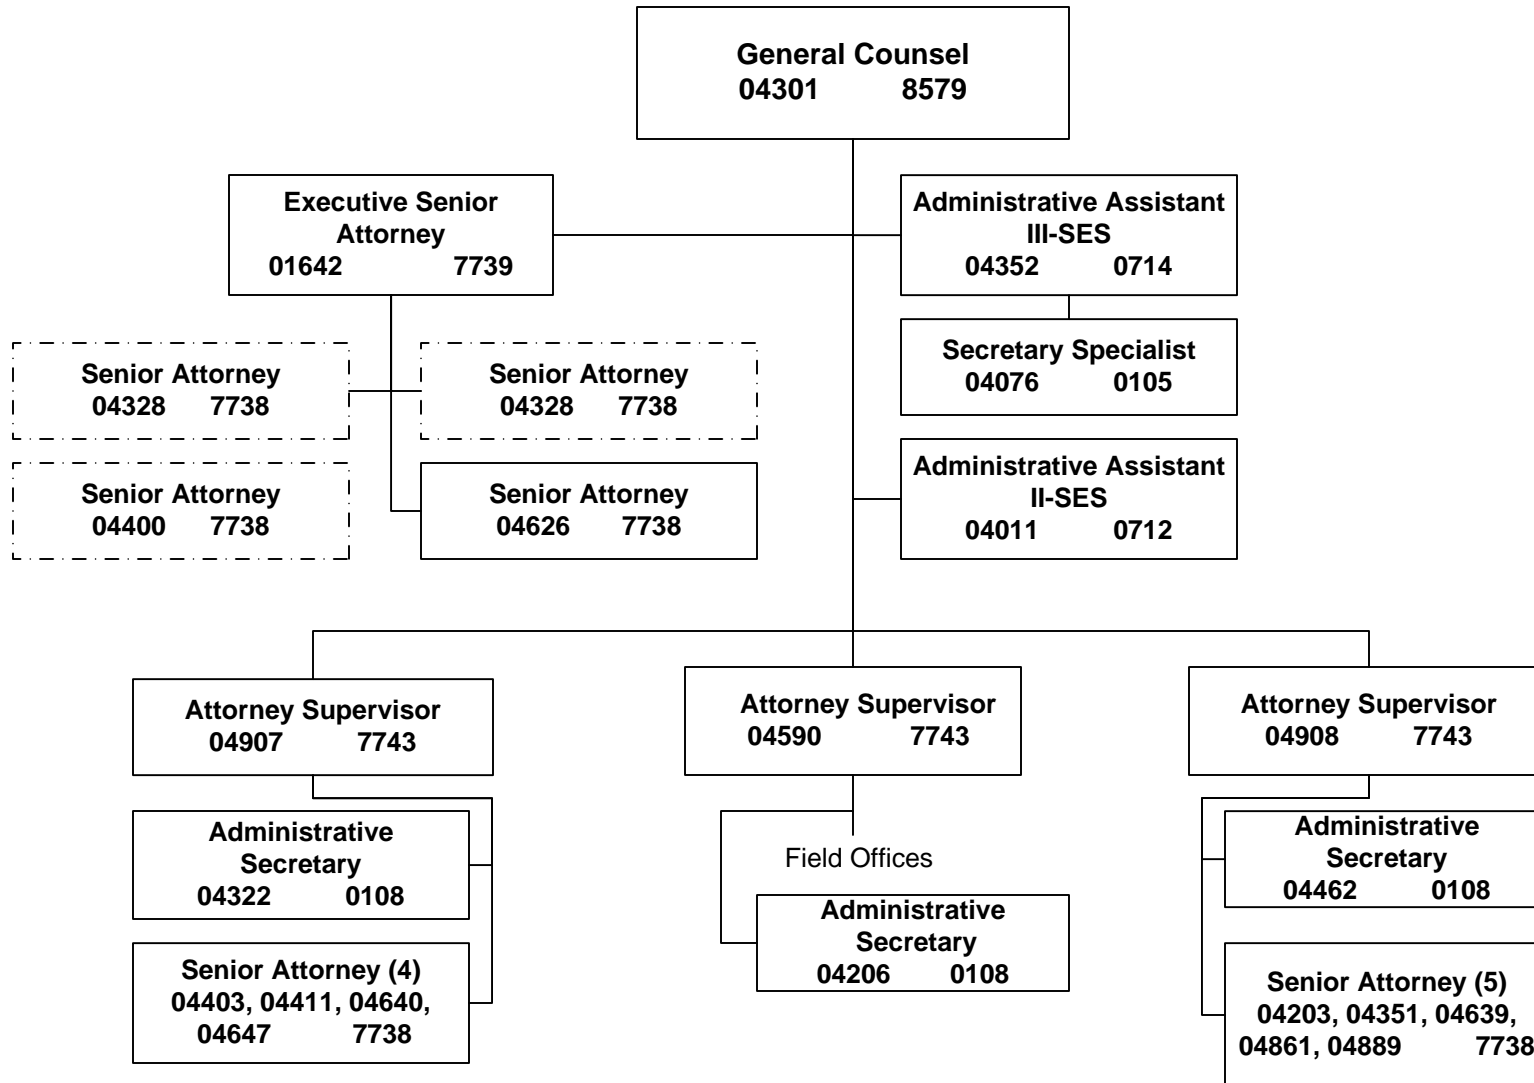 General Counsel
04301 8579
Executive Senior
Attorney
01642 7739
Administrative Assistant
III-SES
04352 0714
Secretary Specialist
04076 0105
Senior Attorney
04328 7738
Senior Attorney
04328 7738
Senior Attorney
04400 7738
Senior Attorney
04626 7738
Administrative Assistant
II-SES
04011 0712
Attorney Supervisor
04907 7743
Administrative
Secretary
04322 0108
Senior Attorney (4)
04403, 04411, 04640,
04647 7738
Attorney Supervisor
04590 7743
Field Offices
Administrative
Secretary
04206 0108
Attorney Supervisor
04908 7743
Administrative
Secretary
04462 0108
Senior Attorney (5)
04203, 04351, 04639,
04861, 04889 7738